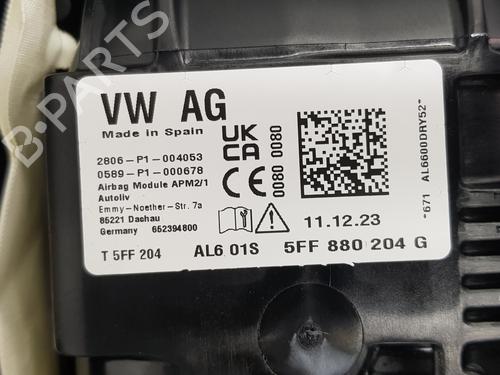 VW AG
Made in Spain
2806-P1-004053
0589-P1-000678
Airbag Module APM2/1
Autoliv
Emmy-Noether-Str. 7a
85221 Dachau
Germany 652394800
T 5FF 204
AL6 01S
5FF 880 204 G
UK
CA
CE
0080 0080
11.12.23
*671 AL6600DRY52*
B-PARTS